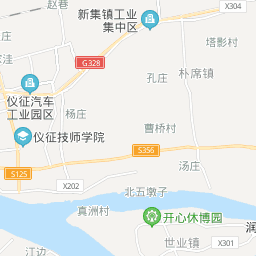 赵巷
X304
新集镇工业
集中区
塔影村
洼
G328
孔庄
朴席镇
杨庄
仪征汽车
工业园区
曹桥村
仪征技师学院
S356
汤庄
S125
X202
北五墩子
真洲村
开心休博园
润
江边
世业镇
X301